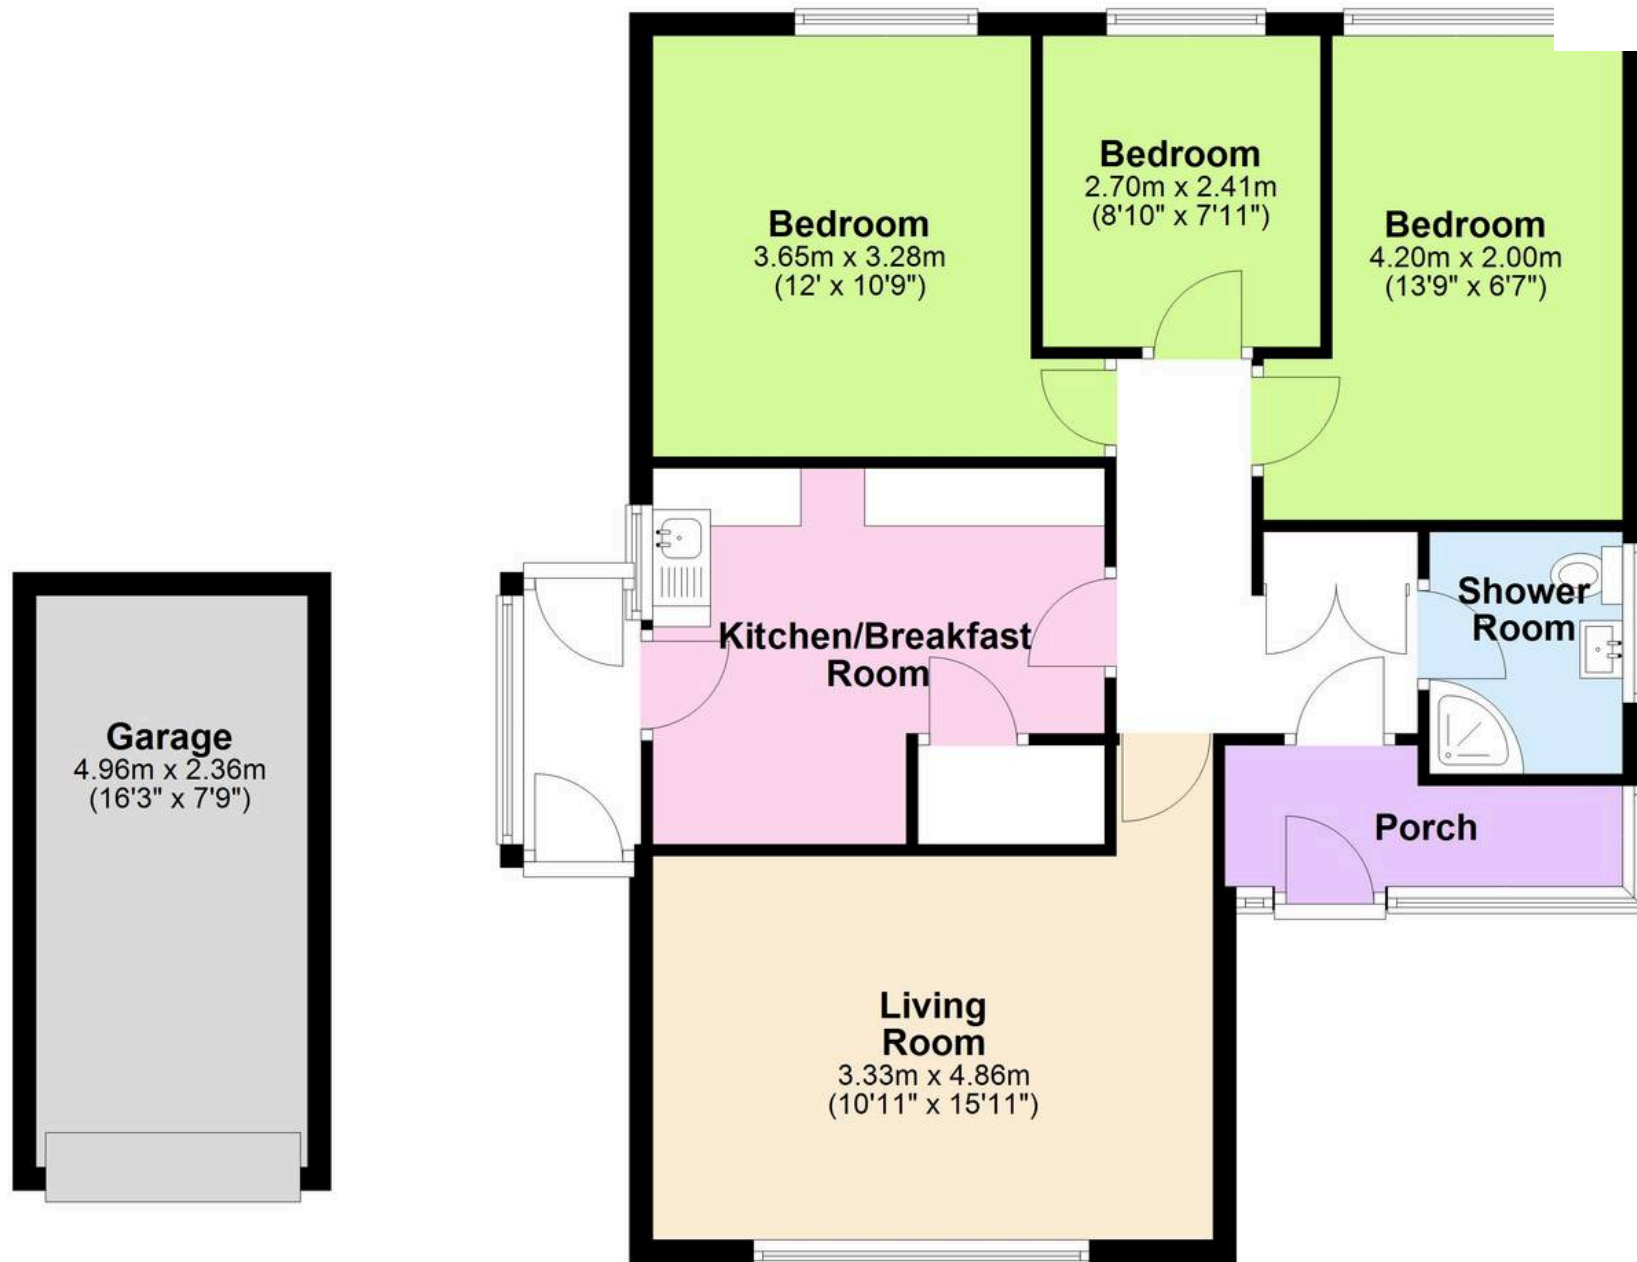 Bedroom
3.65m x 3.28m
(12' x 10'9")
Bedroom
2.70m x 2.41m
(8'10" x 7'11")
Bedroom
4.20m x 2.00m
(13'9" x 6'7")
Kitchen/Breakfast
Room
Shower
Room
Garage
4.96m x 2.36m
(16'3" x 7'9")
Porch
Living
Room
3.33m x 4.86m
(10'11" x 15'11")